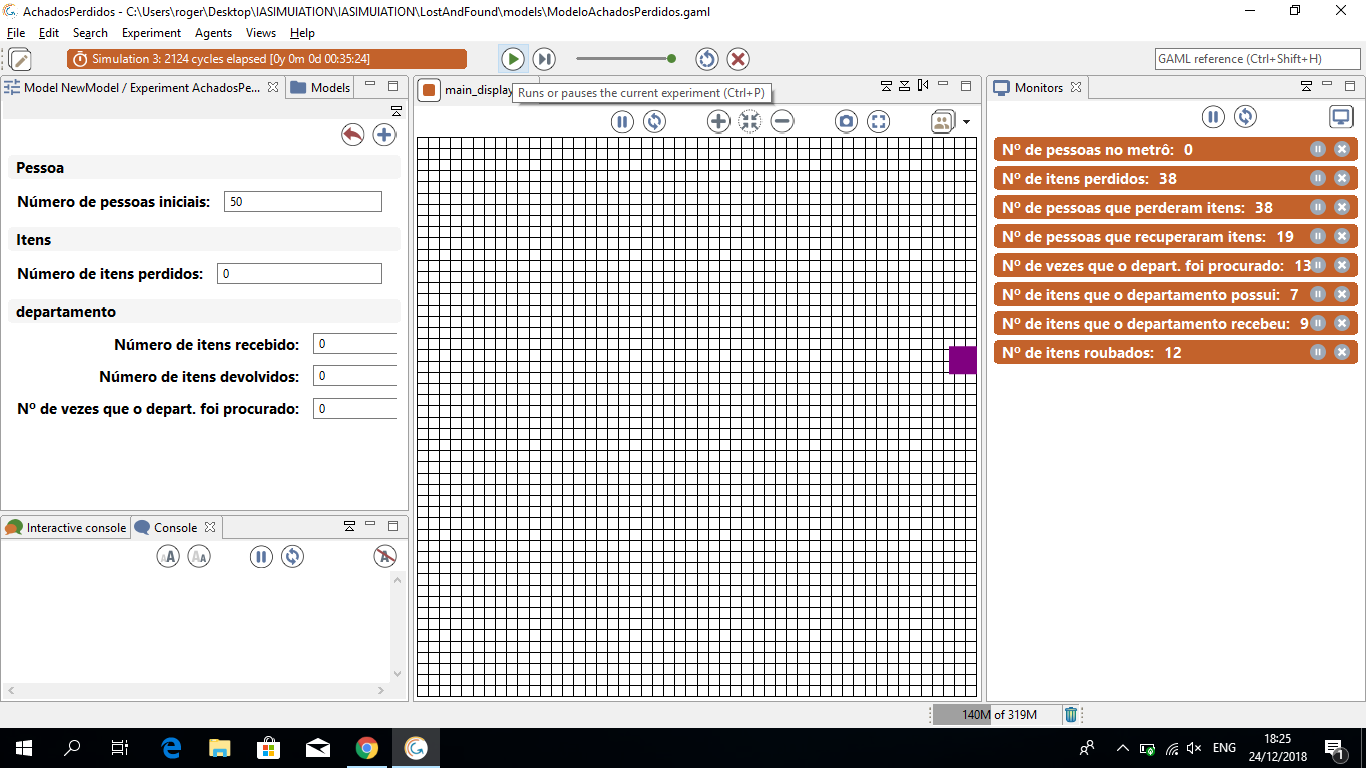 AchadosPerdidos - C:\Users\roger\Desktop\IASIMUlATION\IASIMUlATION\LostAndFound\models\ModeloAchadosPerdidos.gaml
File Edit Search Experiment Agents Views Help
Simulation 3: 2124 cycles elapsed [0y 0m 0d 00:35:24]
GAML reference (Ctrl+Shift+H)
Model NewModel / Experiment AchadosPe...
Models
main_display
Runs or pauses the current experiment (Ctrl+P)
Monitors
Pessoa
Número de pessoas iniciais: 50
Itens
Número de itens perdidos: 0
departamento
Número de itens recebido: 0
Número de itens devolvidos: 0
Nº de vezes que o depart. foi procurado: 0
Nº de pessoas no metrô: 0
Nº de itens perdidos: 38
Nº de pessoas que perderam itens: 38
Nº de pessoas que recuperaram itens: 19
Nº de vezes que o depart. foi procurado: 13
Nº de itens que o departamento possui: 7
Nº de itens que o departamento recebeu: 9
Nº de itens roubados: 12
Interactive console
Console
140M of 319M
ENG
18:25
24/12/2018
1